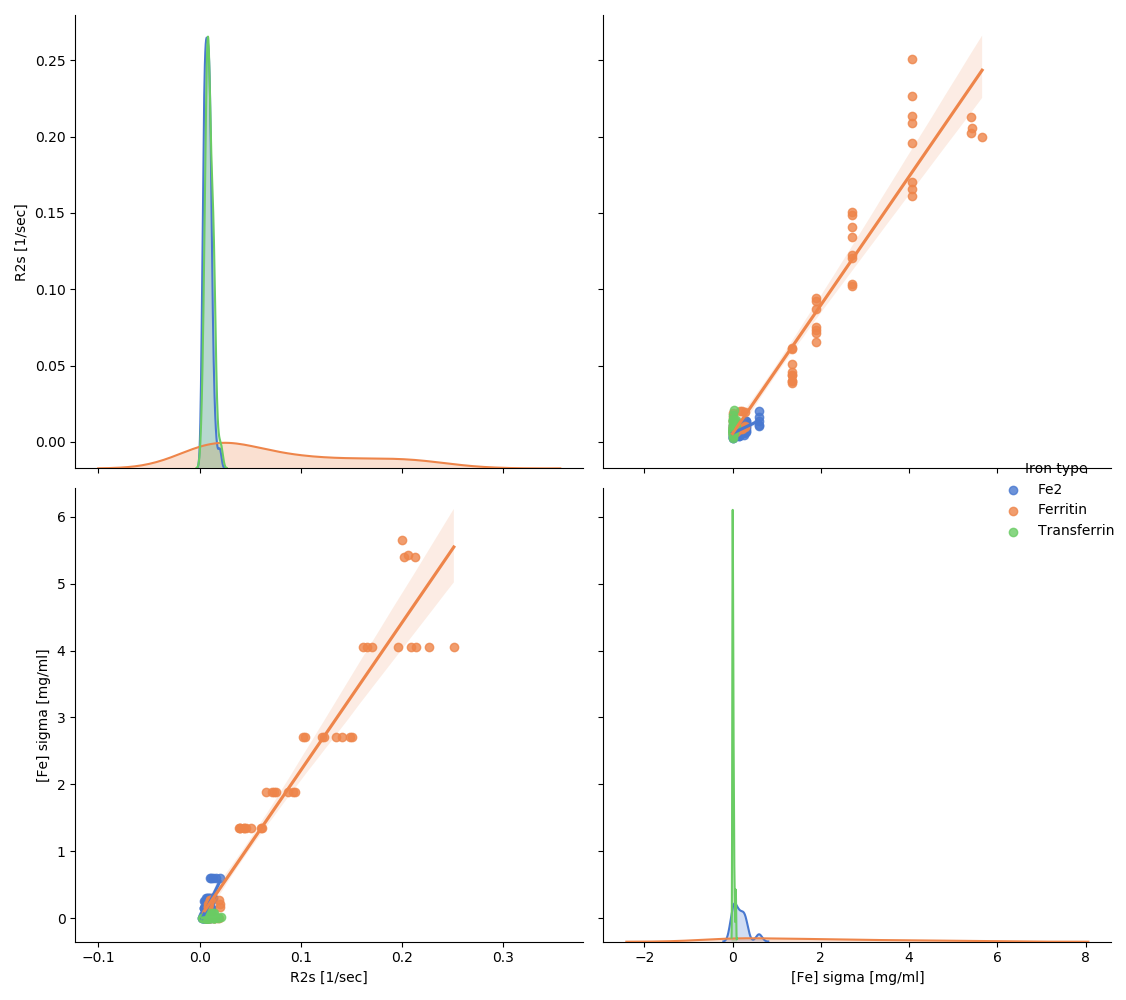 0.25
0.20
0.15
0.10
0.05
0.00
R2s [1/sec]
Iron type
Fe2
Ferritin
Transferrin
6
5
4
3
2
1
0
[Fe] sigma [mg/ml]
−0.1 0.0 0.1 0.2 0.3
R2s [1/sec]
−2 0 2 4 6 8
[Fe] sigma [mg/ml]